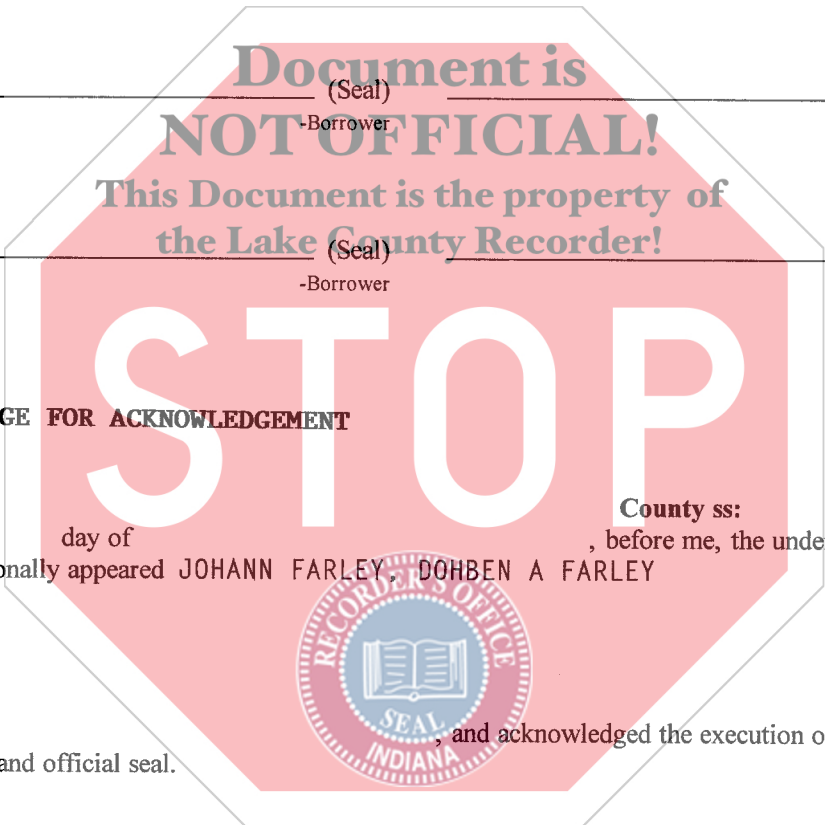 Document is
(Seal)
-Borrower
NOT OFFICIAL!
This Document is the property of
the Lake County Recorder!
(Seal)
-Borrower
STOP
GE FOR ACKNOWLEDGEMENT
County ss:
day of , before me, the unde
onally appeared JOHANN FARLEY, DOHBEN A FARLEY
RECORDER'S OFFICE
SEAL
INDIANA
, and acknowledged the execution o
and official seal.